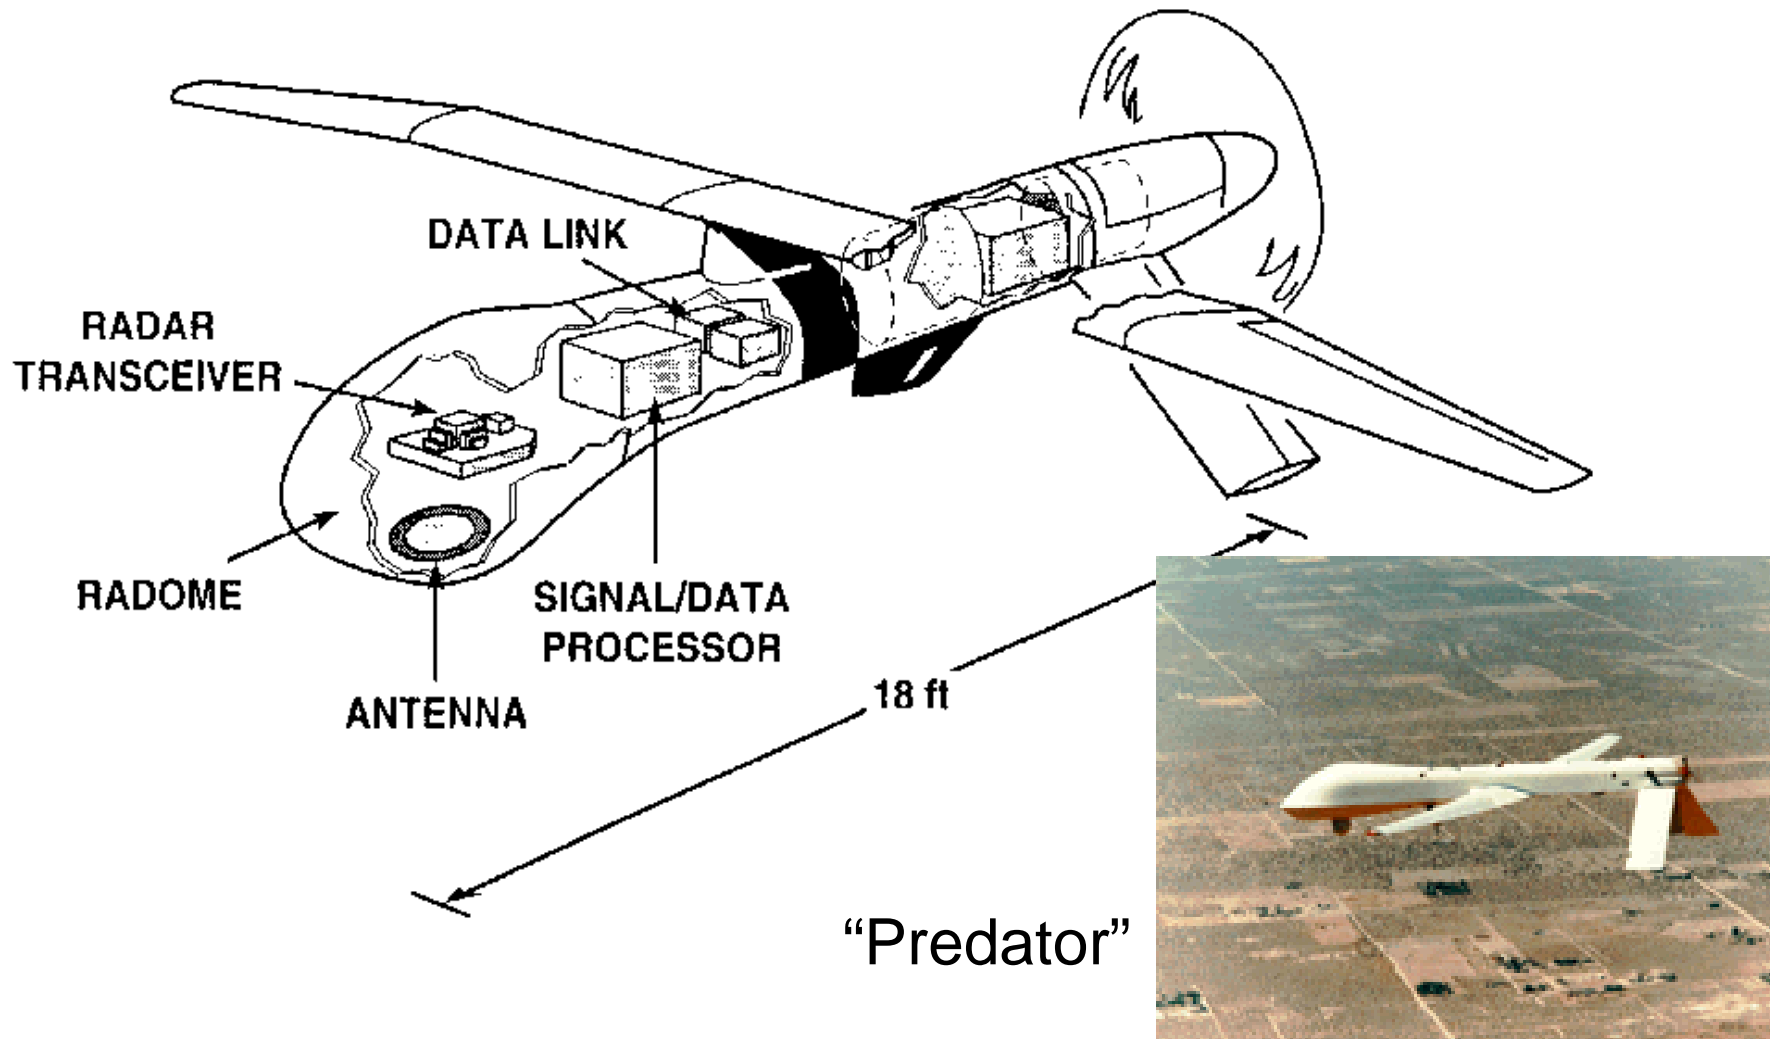 DATA LINK
RADAR
TRANSCEIVER
RADOME
SIGNAL/DATA
PROCESSOR
ANTENNA
18 ft
“Predator”